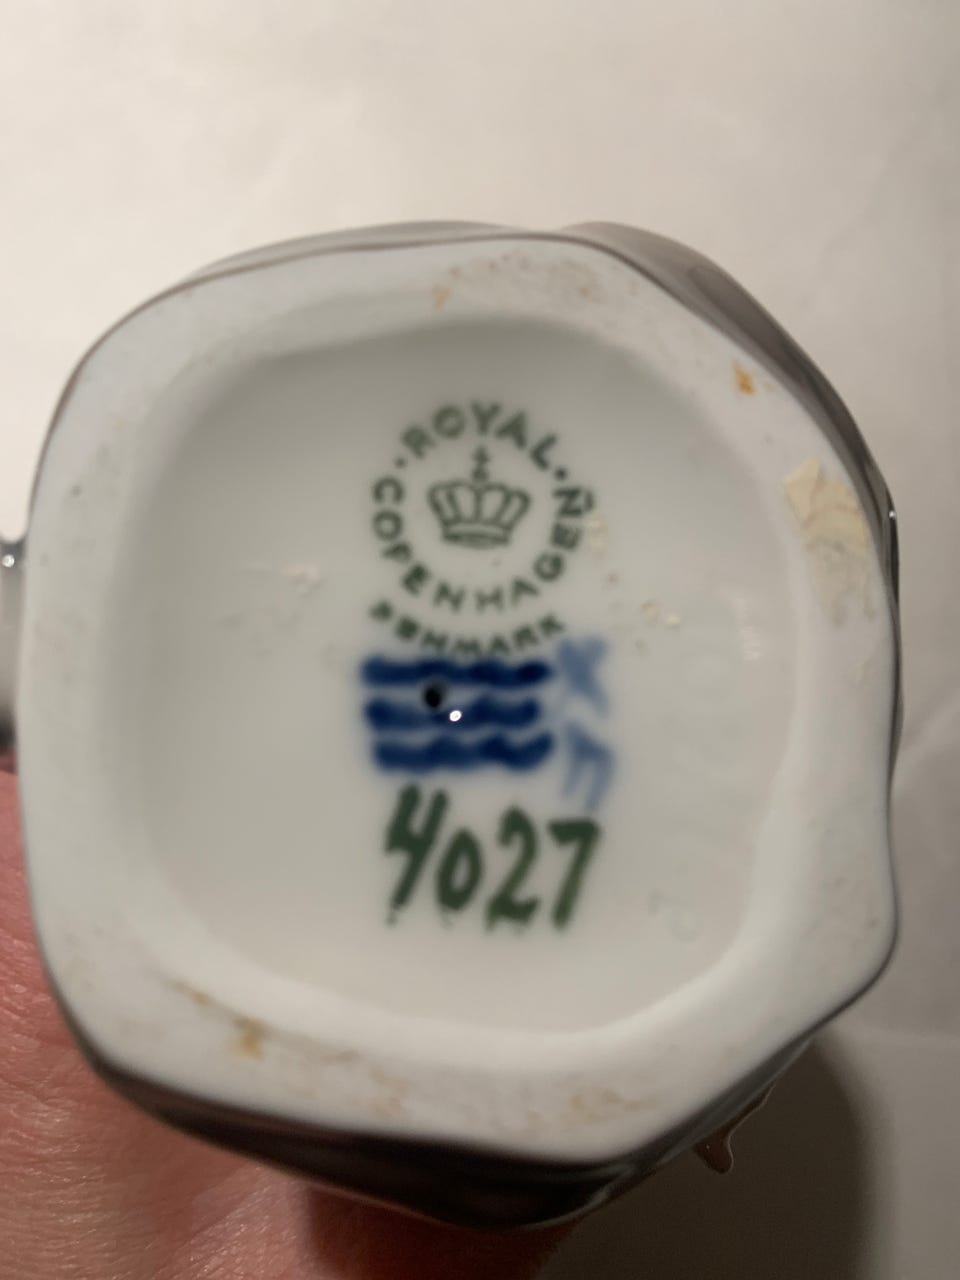 ROYAL
COPENHAGEN
DENMARK
4027